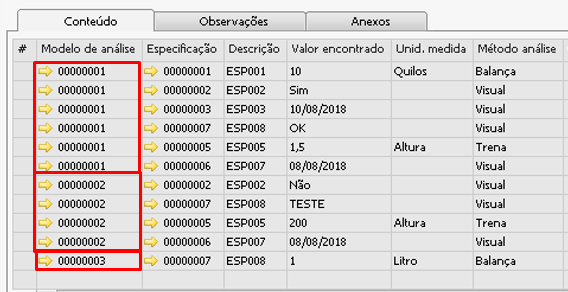 Conteúdo Observações Anexos
# Modelo de análise Especificação Descrição Valor encontrado Unid. medida Método análise
00000001 00000001 ESP001 10 Quilos Balança
00000001 00000002 ESP002 Sim Visual
00000001 00000003 ESP003 10/08/2018 Visual
00000001 00000007 ESP008 OK Visual
00000001 00000005 ESP005 1,5 Altura Trena
00000001 00000006 ESP007 08/08/2018 Visual
00000002 00000002 ESP002 Não Visual
00000002 00000007 ESP008 TESTE Visual
00000002 00000005 ESP005 200 Altura Trena
00000002 00000006 ESP007 08/08/2018 Visual
00000003 00000007 ESP008 1 Litro Balança